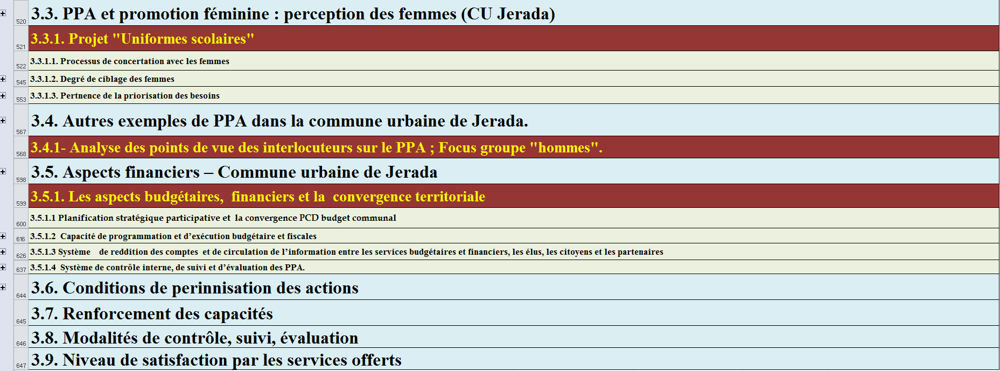 520 3.3. PPA et promotion féminine : perception des femmes (CU Jerada)
521 3.3.1. Projet "Uniformes scolaires"
522 3.3.1.1. Processus de concertation avec les femmes
545 3.3.1.2. Degré de ciblage des femmes
553 3.3.1.3. Pertnence de la priorisation des besoins
567 3.4. Autres exemples de PPA dans la commune urbaine de Jerada.
568 3.4.1- Analyse des points de vue des interlocuteurs sur le PPA ; Focus groupe "hommes".
598 3.5. Aspects financiers – Commune urbaine de Jerada
599 3.5.1. Les aspects budgétaires,  financiers et la  convergence territoriale
600 3.5.1.1 Planification stratégique participative et  la convergence PCD budget communal
616 3.5.1.2  Capacité de programmation et d’exécution budgétaire et fiscales
626 3.5.1.3 Système    de reddition des comptes  et de circulation de l’information entre les services budgétaires et financiers, les élus, les citoyens et les partenaires
637 3.5.1.4  Système de contrôle interne, de suivi et d’évaluation des PPA.
644 3.6. Conditions de perinnisation des actions
645 3.7. Renforcement des capacités
646 3.8. Modalités de contrôle, suivi, évaluation
647 3.9. Niveau de satisfaction par les services offerts